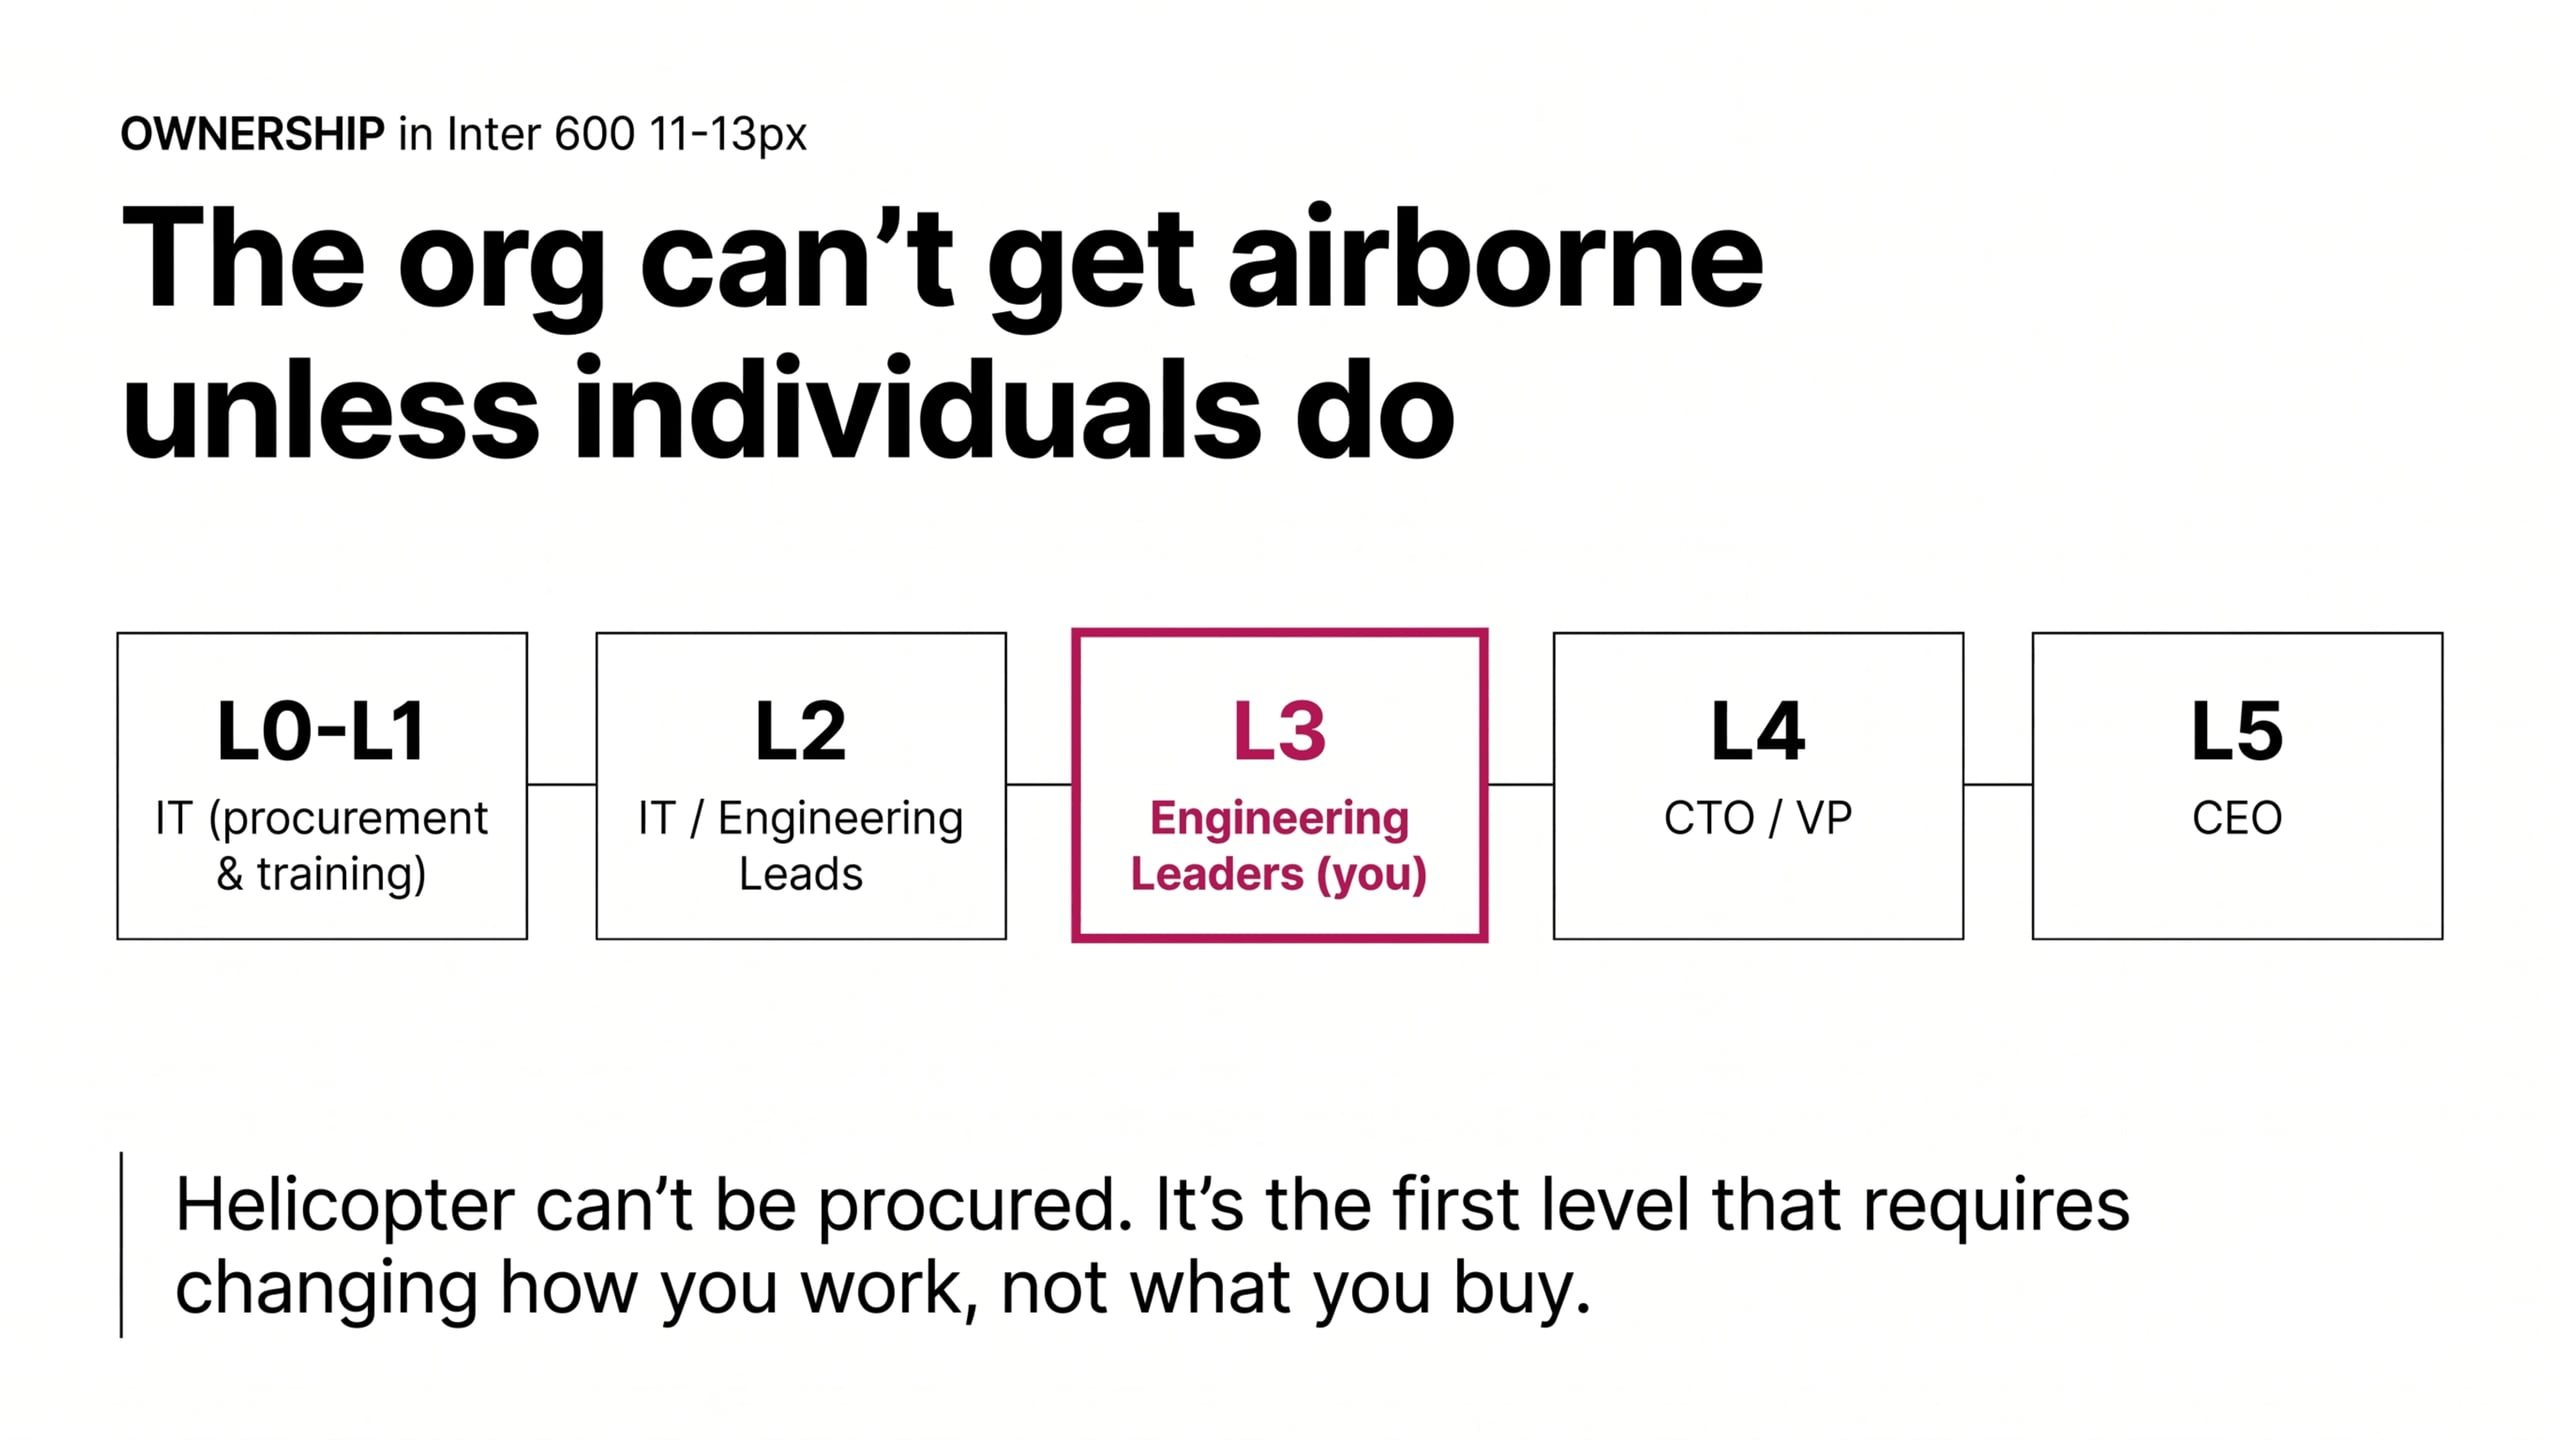 OWNERSHIP in Inter 600 11-13px
The org can’t get airborne
unless individuals do
L0-L1
IT (procurement
& training)
L2
IT / Engineering
Leads
L3
Engineering
Leaders (you)
L4
CTO / VP
L5
CEO
Helicopter can’t be procured. It’s the first level that requires
changing how you work, not what you buy.